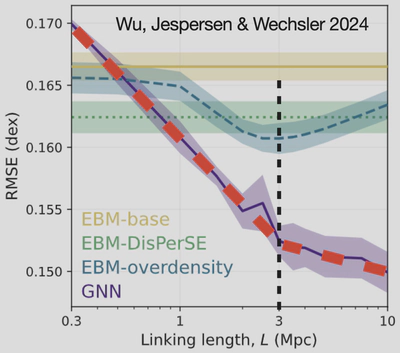 Wu, Jespersen & Wechsler 2024
RMSE (dex)
0.170
0.165
0.160
0.155
0.150
EBM-base
EBM-DisPerSE
EBM-overdensity
GNN
0.3 1 3 10
Linking length, L (Mpc)